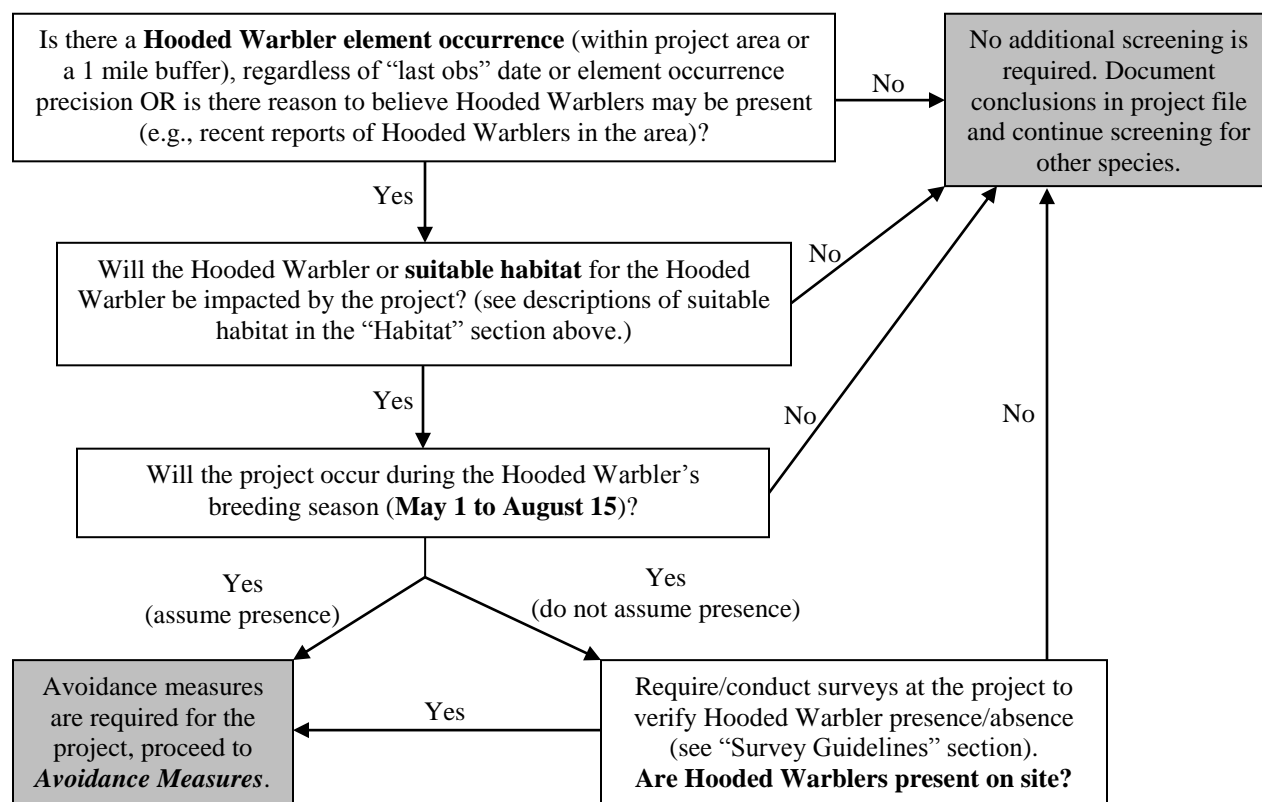 Is there a Hooded Warbler element occurrence (within project area or
a 1 mile buffer), regardless of “last obs” date or element occurrence
precision OR is there reason to believe Hooded Warblers may be present
(e.g., recent reports of Hooded Warblers in the area)?
No
No additional screening is
required. Document
conclusions in project file
and continue screening for
other species.
Yes
Will the Hooded Warbler or suitable habitat for the Hooded
Warbler be impacted by the project? (see descriptions of suitable
habitat in the “Habitat” section above.)
No
Yes
No
No
Will the project occur during the Hooded Warbler’s
breeding season (May 1 to August 15)?
Yes
(assume presence)
Yes
(do not assume presence)
Avoidance measures
are required for the
project, proceed to
Avoidance Measures.
Yes
Require/conduct surveys at the project to
verify Hooded Warbler presence/absence
(see “Survey Guidelines” section).
Are Hooded Warblers present on site?